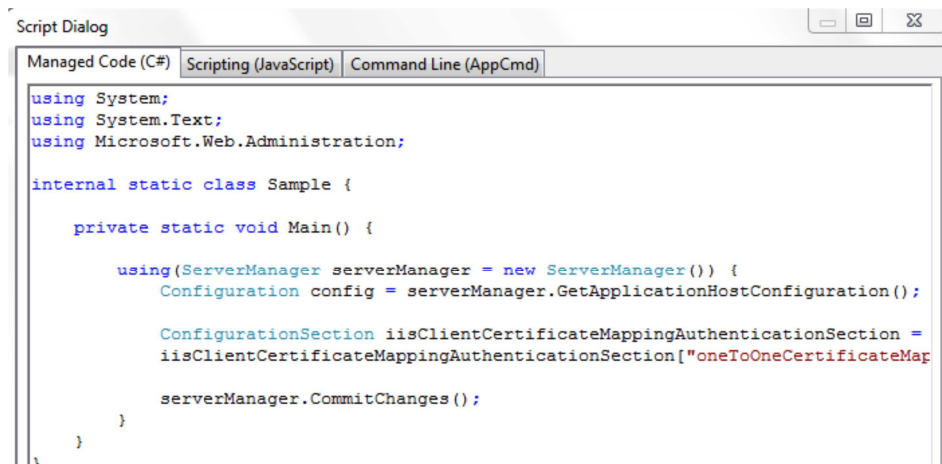 Script Dialog
Managed Code (C#) Scripting (JavaScript) Command Line (AppCmd)
using System;
using System.Text;
using Microsoft.Web.Administration;
internal static class Sample {
private static void Main() {
using(ServerManager serverManager = new ServerManager()) {
Configuration config = serverManager.GetApplicationHostConfiguration();
ConfigurationSection iisClientCertificateMappingAuthenticationSection =
iisClientCertificateMappingAuthenticationSection["oneToOneCertificateMap
serverManager.CommitChanges();
}
}
}